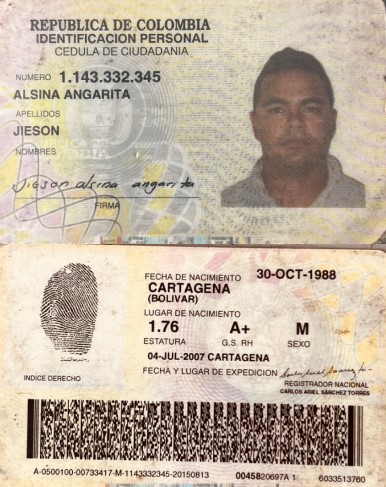 REPUBLICA DE COLOMBIA
IDENTIFICACION PERSONAL
CEDULA DE CIUDADANIA
NUMERO 1.143.332.345
ALSINA ANGARITA
APELLIDOS
JIESON
NOMBRES
Jieson alsina angarita
FIRMA
FECHA DE NACIMIENTO 30-OCT-1988
CARTAGENA
(BOLIVAR)
LUGAR DE NACIMIENTO
1.76 A+ M
ESTATURA G.S. RH SEXO
04-JUL-2007 CARTAGENA
FECHA Y LUGAR DE EXPEDICION
INDICE DERECHO
REGISTRADOR NACIONAL
CARLOS ARIEL SÁNCHEZ TORRES
A-0500100-00733417-M-1143332345-20150813 0045820697A 1 6033513760